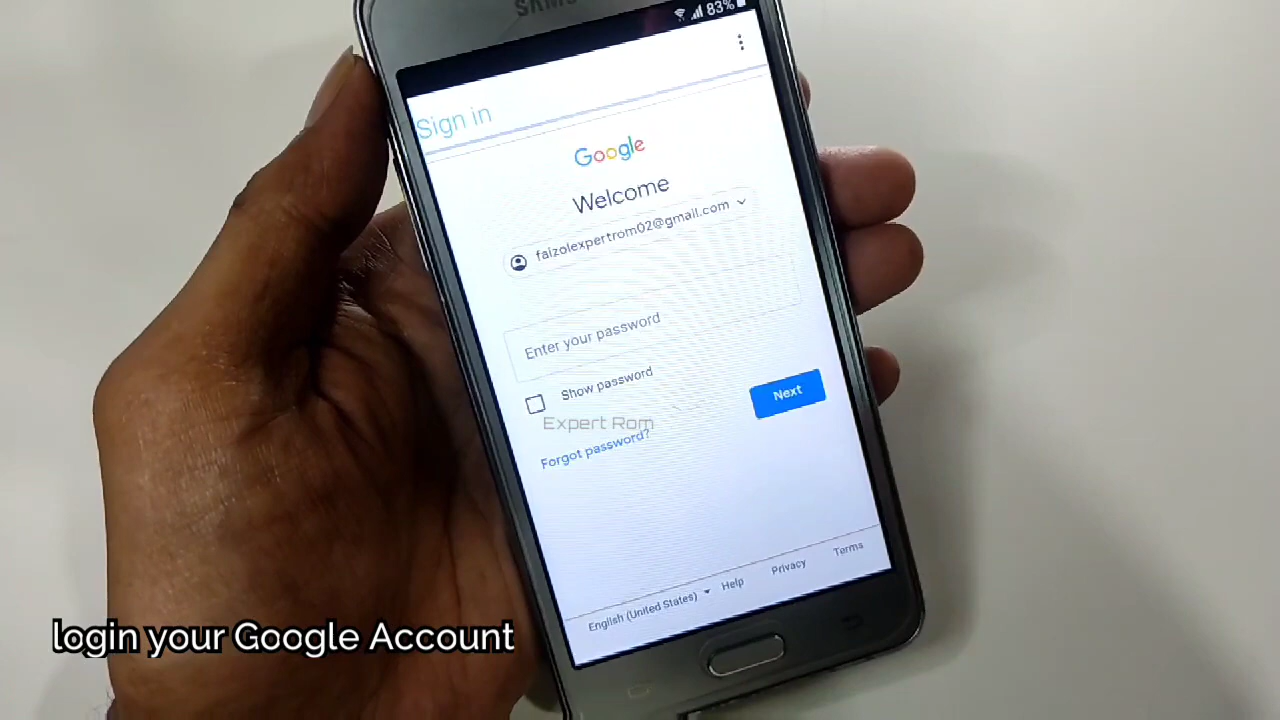 SAMSUNG
83%
Sign in
Google
Welcome
faizolexpertrom02@gmail.com
Enter your password
Show password
Next
Expert Rom
Forgot password?
English (United States)
Help
Privacy
Terms
login your Google Account